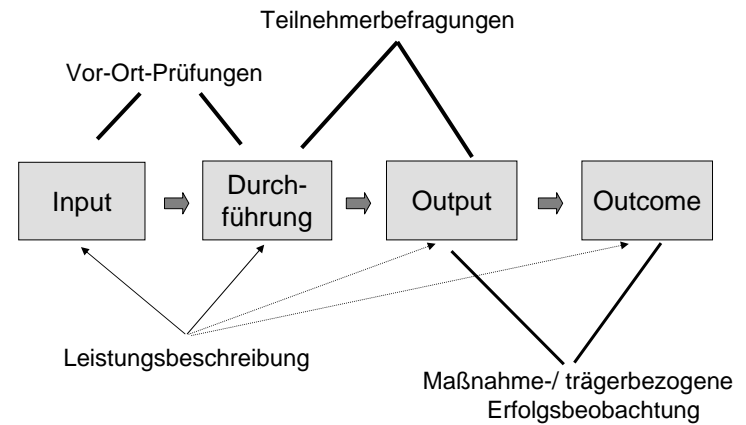 Teilnehmerbefragungen
Vor-Ort-Prüfungen
Input
Durch-
führung
Output
Outcome
Leistungsbeschreibung
Maßnahme-/ trägerbezogene
Erfolgsbeobachtung